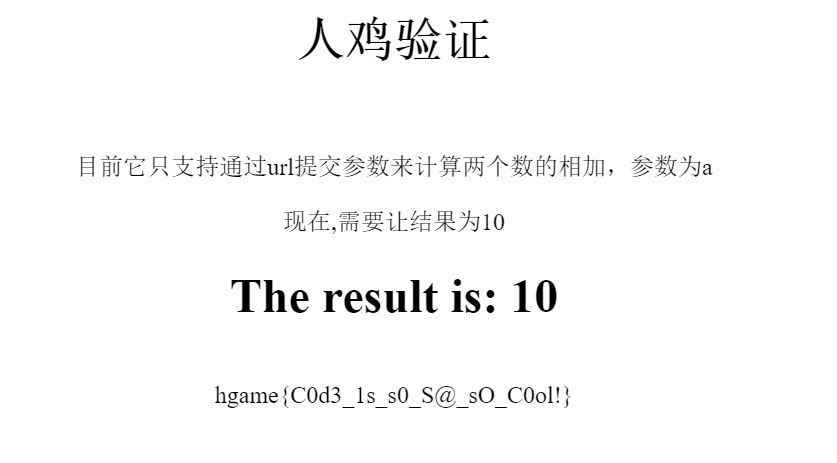 人鸡验证
目前它只支持通过url提交参数来计算两个数的相加，参数为a
现在,需要让结果为10
The result is: 10
hgame{C0d3_1s_s0_S@_sO_C0ol!}